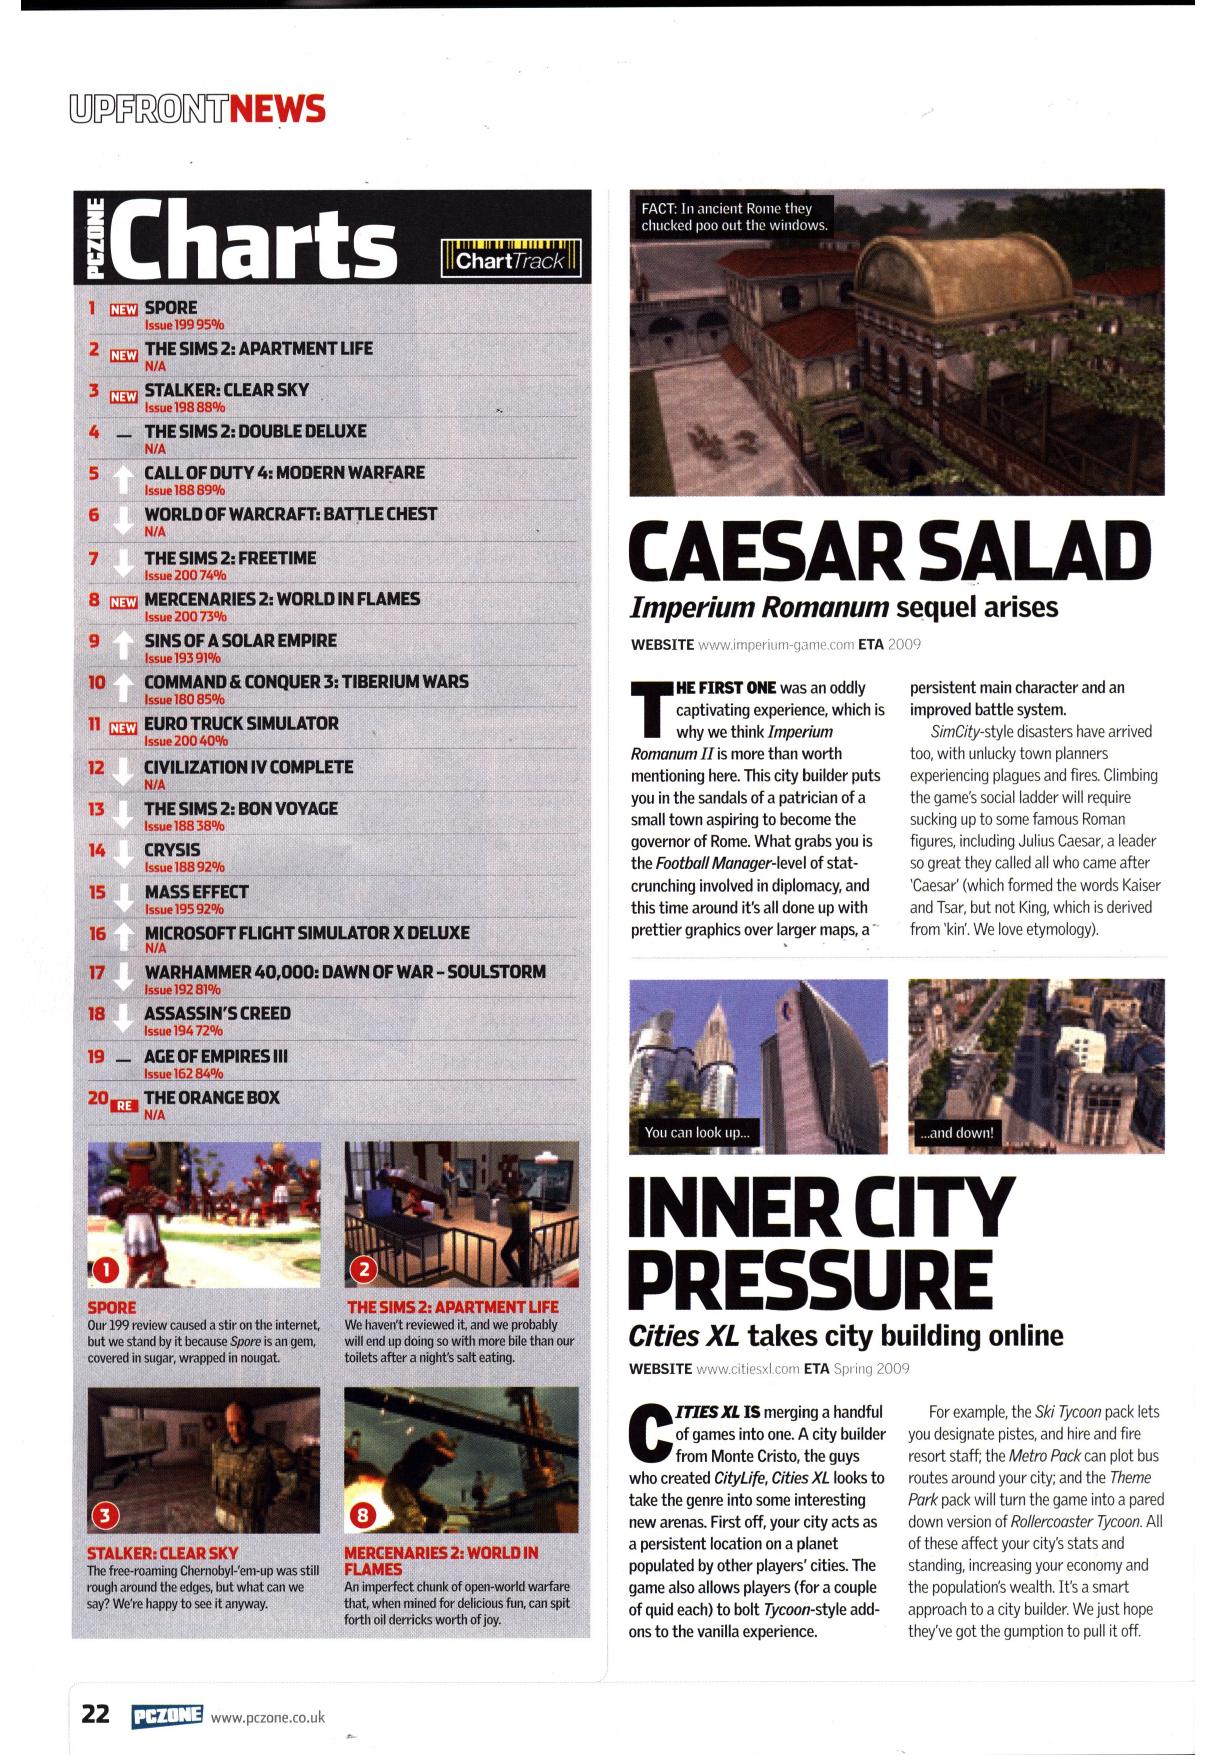 UPFRONTNEWS
PCZONE Charts
ChartTrack
1 NEW SPORE
Issue 199 95%
2 NEW THE SIMS 2: APARTMENT LIFE
N/A
3 NEW STALKER: CLEAR SKY
Issue 198 88%
4 – THE SIMS 2: DOUBLE DELUXE
N/A
5 CALL OF DUTY 4: MODERN WARFARE
Issue 188 89%
6 WORLD OF WARCRAFT: BATTLE CHEST
N/A
7 THE SIMS 2: FREETIME
Issue 200 74%
8 NEW MERCENARIES 2: WORLD IN FLAMES
Issue 200 73%
9 SINS OF A SOLAR EMPIRE
Issue 193 91%
10 COMMAND & CONQUER 3: TIBERIUM WARS
Issue 180 85%
11 NEW EURO TRUCK SIMULATOR
Issue 200 40%
12 CIVILIZATION IV COMPLETE
N/A
13 THE SIMS 2: BON VOYAGE
Issue 188 38%
14 CRYSIS
Issue 188 92%
15 MASS EFFECT
Issue 195 92%
16 MICROSOFT FLIGHT SIMULATOR X DELUXE
N/A
17 WARHAMMER 40,000: DAWN OF WAR – SOULSTORM
Issue 192 81%
18 ASSASSIN'S CREED
Issue 194 72%
19 – AGE OF EMPIRES III
Issue 162 84%
20 RE THE ORANGE BOX
N/A
1
SPORE
Our 199 review caused a stir on the internet,
but we stand by it because Spore is an gem,
covered in sugar, wrapped in nougat.
2
THE SIMS 2: APARTMENT LIFE
We haven't reviewed it, and we probably
will end up doing so with more bile than our
toilets after a night's salt eating.
3
STALKER: CLEAR SKY
The free-roaming Chernobyl-'em-up was still
rough around the edges, but what can we
say? We're happy to see it anyway.
8
MERCENARIES 2: WORLD IN
FLAMES
An imperfect chunk of open-world warfare
that, when mined for delicious fun, can spit
forth oil derricks worth of joy.
FACT: In ancient Rome they
chucked poo out the windows.
CAESAR SALAD
Imperium Romanum sequel arises
WEBSITE www.imperium-game.com ETA 2009
THE FIRST ONE was an oddly
captivating experience, which is
why we think Imperium
Romanum II is more than worth
mentioning here. This city builder puts
you in the sandals of a patrician of a
small town aspiring to become the
governor of Rome. What grabs you is
the Football Manager-level of stat-
crunching involved in diplomacy, and
this time around it's all done up with
prettier graphics over larger maps, a
persistent main character and an
improved battle system.
SimCity-style disasters have arrived
too, with unlucky town planners
experiencing plagues and fires. Climbing
the game's social ladder will require
sucking up to some famous Roman
figures, including Julius Caesar, a leader
so great they called all who came after
'Caesar' (which formed the words Kaiser
and Tsar, but not King, which is derived
from 'kin'. We love etymology).
You can look up...
...and down!
INNER CITY
PRESSURE
Cities XL takes city building online
WEBSITE www.citiesxl.com ETA Spring 2009
CITIES XL IS merging a handful
of games into one. A city builder
from Monte Cristo, the guys
who created CityLife, Cities XL looks to
take the genre into some interesting
new arenas. First off, your city acts as
a persistent location on a planet
populated by other players' cities. The
game also allows players (for a couple
of quid each) to bolt Tycoon-style add-
ons to the vanilla experience.
For example, the Ski Tycoon pack lets
you designate pistes, and hire and fire
resort staff; the Metro Pack can plot bus
routes around your city; and the Theme
Park pack will turn the game into a pared
down version of Rollercoaster Tycoon. All
of these affect your city's stats and
standing, increasing your economy and
the population's wealth. It's a smart
approach to a city builder. We just hope
they've got the gumption to pull it off.
22 PCZONE www.pczone.co.uk